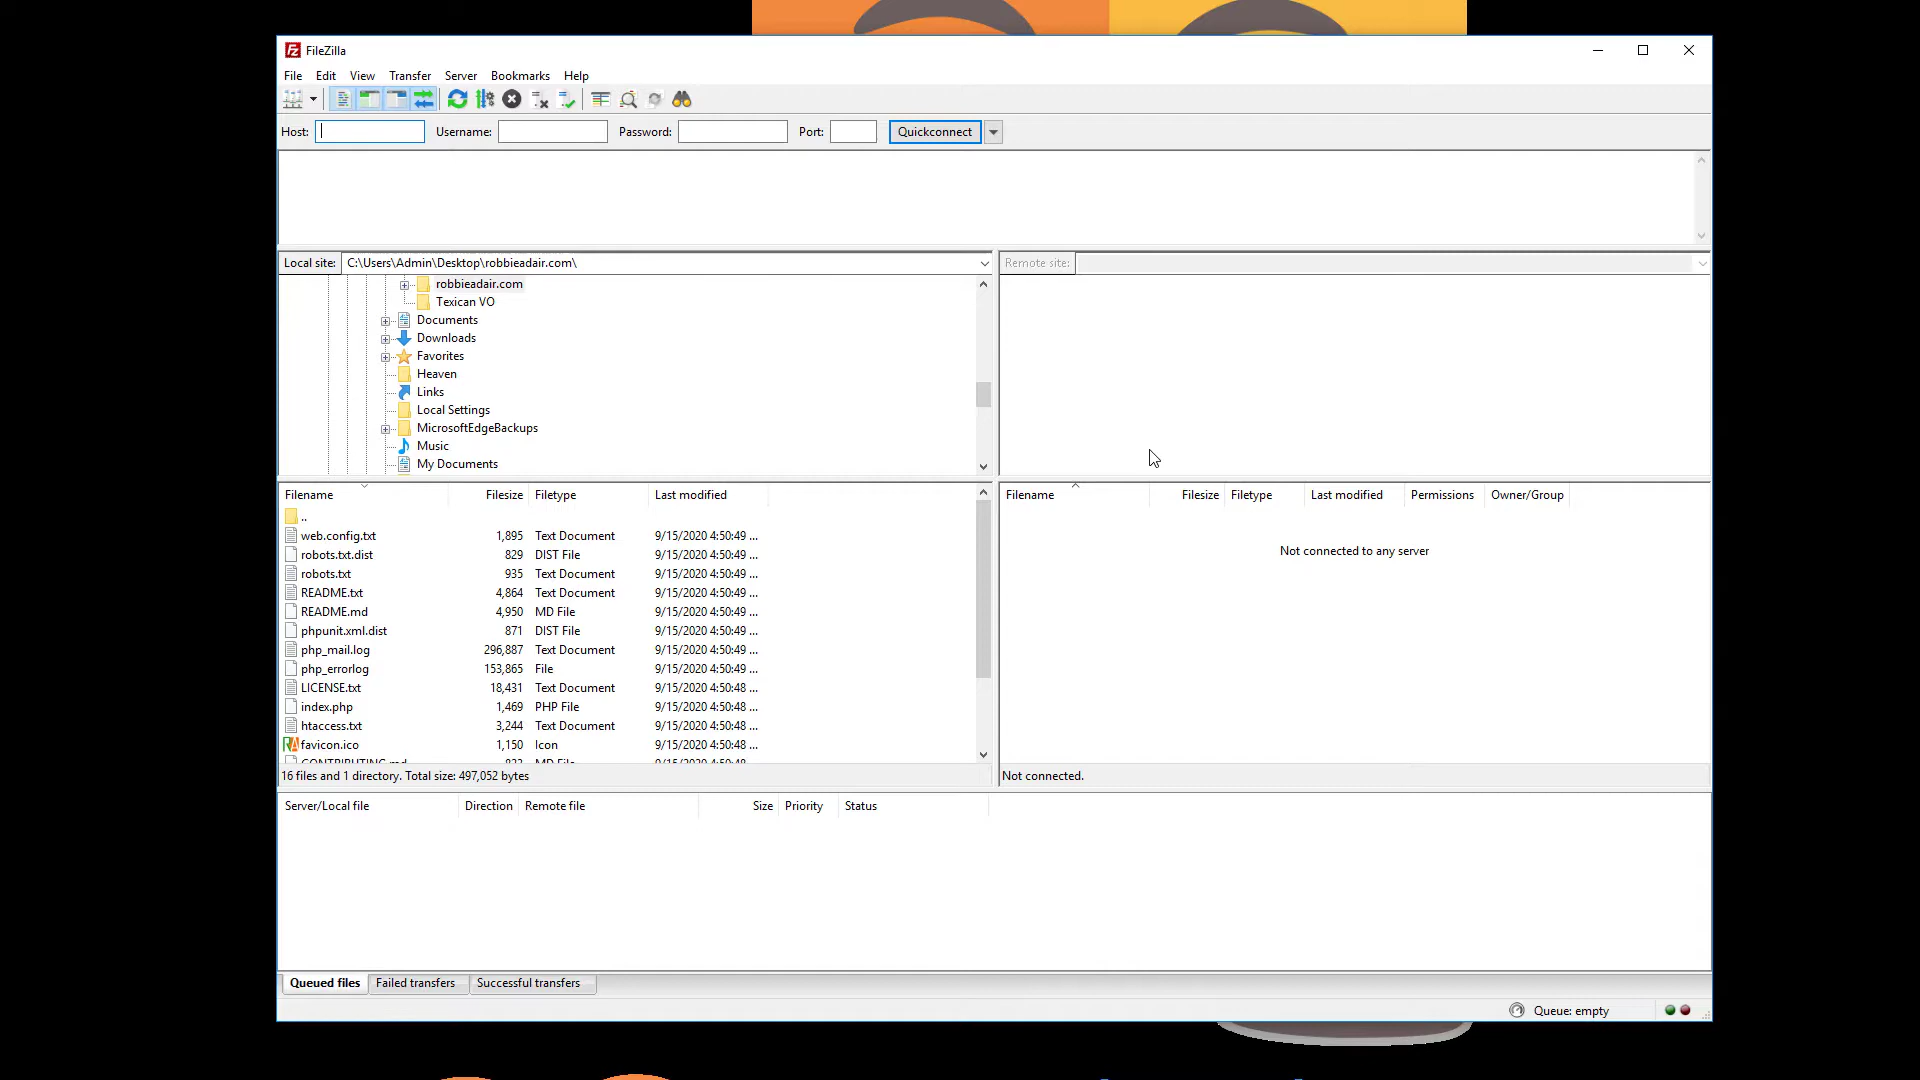 FileZilla
File Edit View Transfer Server Bookmarks Help
Host: Username: Password: Port: Quickconnect
Local site: C:\Users\Admin\Desktop\robbieadair.com\
Remote site:
robbieadair.com
Texican VO
Documents
Downloads
Favorites
Heaven
Links
Local Settings
MicrosoftEdgeBackups
Music
My Documents
Filename Filesize Filetype Last modified
..
web.config.txt 1,895 Text Document 9/15/2020 4:50:49 ...
robots.txt.dist 829 DIST File 9/15/2020 4:50:49 ...
robots.txt 935 Text Document 9/15/2020 4:50:49 ...
README.txt 4,864 Text Document 9/15/2020 4:50:49 ...
README.md 4,950 MD File 9/15/2020 4:50:49 ...
phpunit.xml.dist 871 DIST File 9/15/2020 4:50:49 ...
php_mail.log 296,887 Text Document 9/15/2020 4:50:49 ...
php_errorlog 153,865 File 9/15/2020 4:50:49 ...
LICENSE.txt 18,431 Text Document 9/15/2020 4:50:48 ...
index.php 1,469 PHP File 9/15/2020 4:50:48 ...
htaccess.txt 3,244 Text Document 9/15/2020 4:50:48 ...
favicon.ico 1,150 Icon 9/15/2020 4:50:48 ...
16 files and 1 directory. Total size: 497,052 bytes
Filename Filesize Filetype Last modified Permissions Owner/Group
Not connected to any server
Not connected.
Server/Local file Direction Remote file Size Priority Status
Queued files Failed transfers Successful transfers
Queue: empty